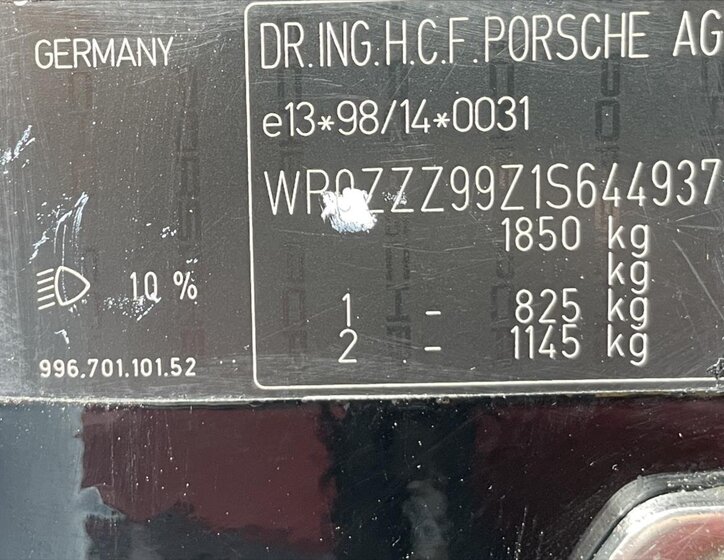 GERMANY
DR.ING.H.C.F.PORSCHE AG
e13*98/14*0031
WP0ZZZ99Z1S644937
1850 kg
kg
10 %
1 - 825 kg
2 - 1145 kg
996.701.101.52